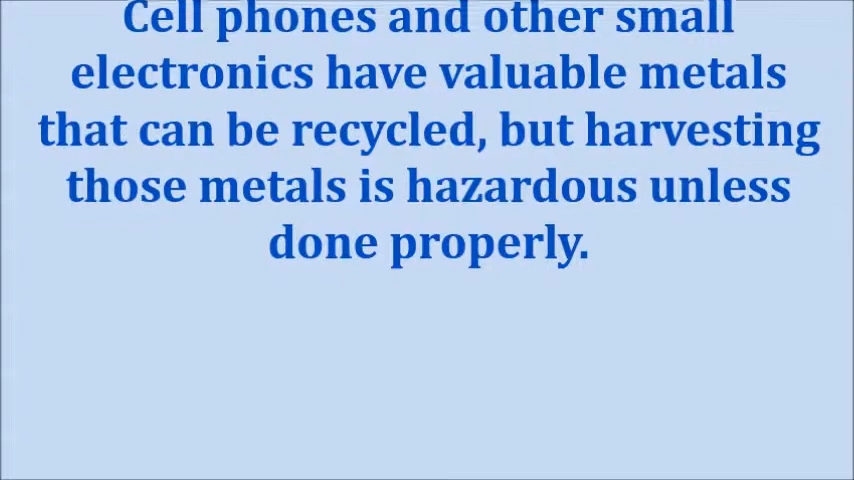 Cell phones and other small
electronics have valuable metals
that can be recycled, but harvesting
those metals is hazardous unless
done properly.